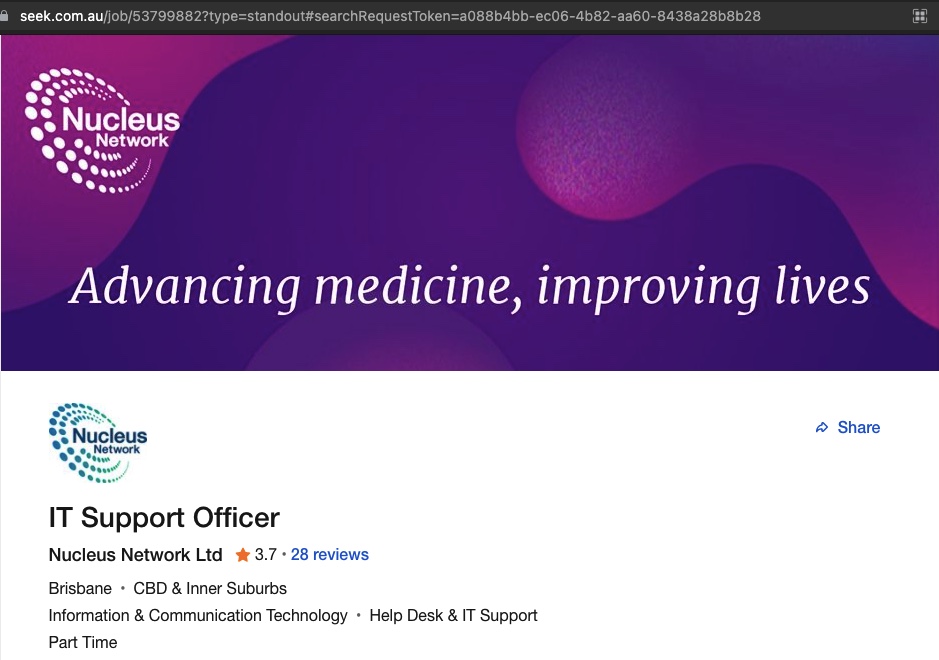 seek.com.au/job/53799882?type=standout#searchRequestToken=a088b4bb-ec06-4b82-aa60-8438a28b8b28
Nucleus
Network
Advancing medicine, improving lives
Nucleus
Network
Share
IT Support Officer
Nucleus Network Ltd 3.7 • 28 reviews
Brisbane • CBD & Inner Suburbs
Information & Communication Technology • Help Desk & IT Support
Part Time